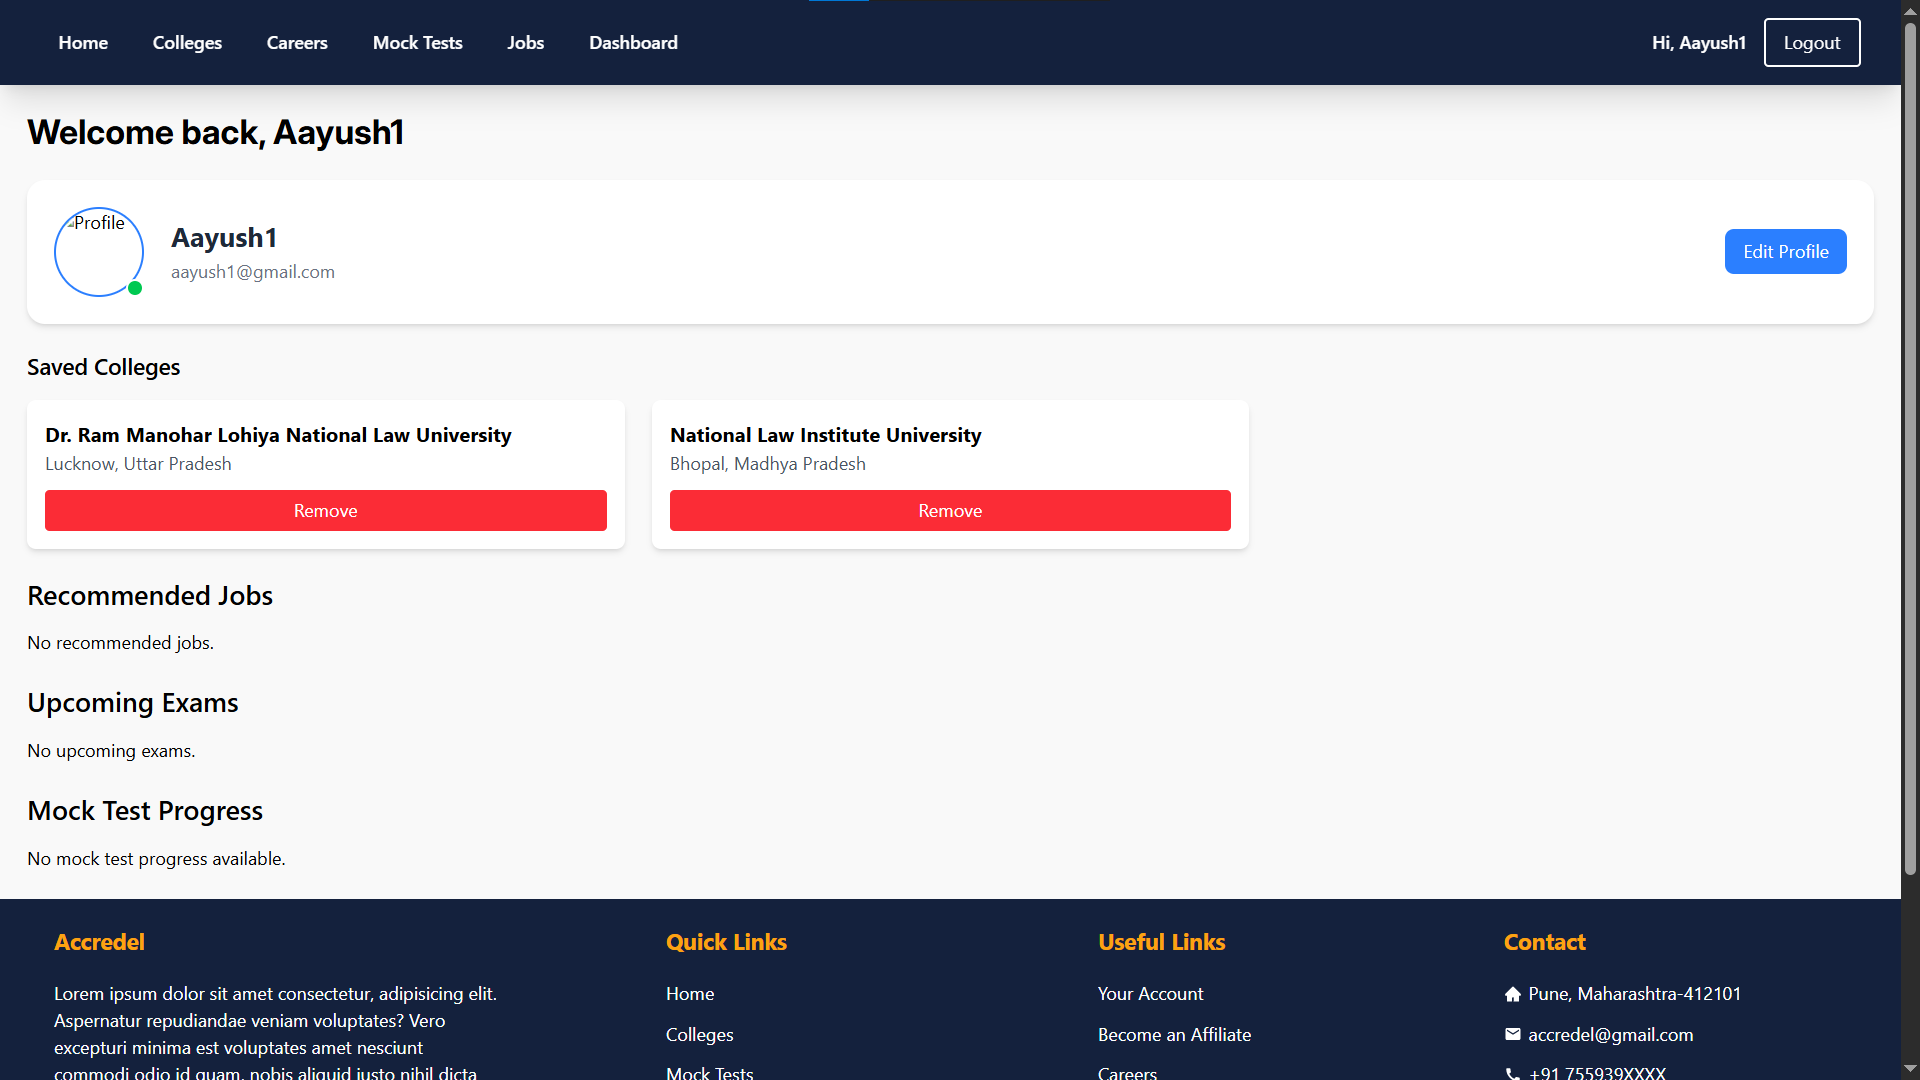 Home Colleges Careers Mock Tests Jobs Dashboard Hi, Aayush1 Logout
Welcome back, Aayush1
Profile
Aayush1
aayush1@gmail.com
Edit Profile
Saved Colleges
Dr. Ram Manohar Lohiya National Law University
Lucknow, Uttar Pradesh
Remove
National Law Institute University
Bhopal, Madhya Pradesh
Remove
Recommended Jobs
No recommended jobs.
Upcoming Exams
No upcoming exams.
Mock Test Progress
No mock test progress available.
Accredel
Lorem ipsum dolor sit amet consectetur, adipisicing elit.
Aspernatur repudiandae veniam voluptates? Vero
excepturi minima est voluptates amet nesciunt
commodi odio id quam, nobis aliquid iusto nihil dicta
Quick Links
Home
Colleges
Mock Tests
Useful Links
Your Account
Become an Affiliate
Careers
Contact
Pune, Maharashtra-412101
accredel@gmail.com
+91 755939XXXX